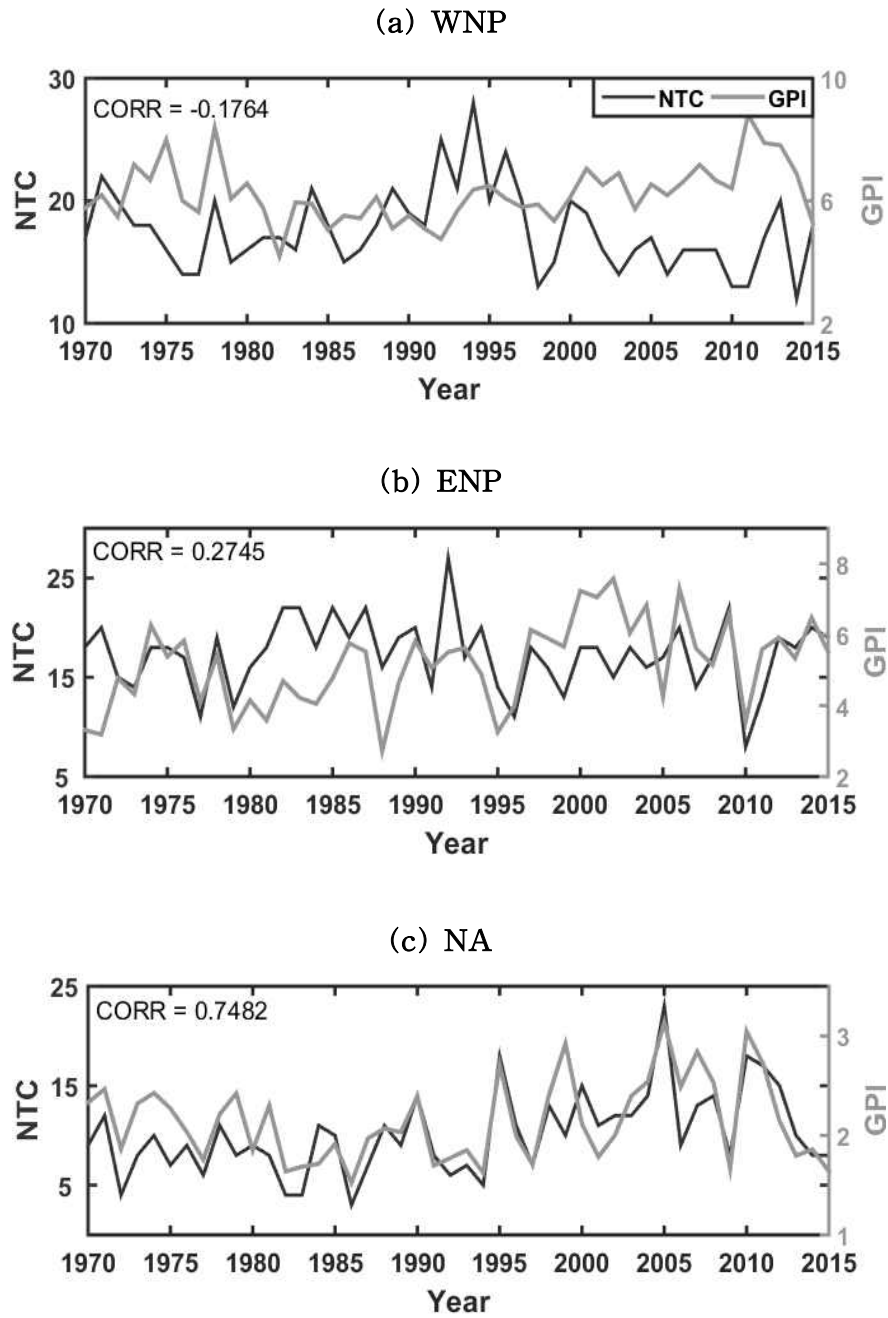 (a) WNP
CORR = -0.1764
NTC GPI
30
20
10
NTC
10
6
2
GPI
1970 1975 1980 1985 1990 1995 2000 2005 2010 2015
Year
(b) ENP
CORR = 0.2745
25
15
5
NTC
8
6
4
2
GPI
1970 1975 1980 1985 1990 1995 2000 2005 2010 2015
Year
(c) NA
CORR = 0.7482
25
15
5
NTC
3
2
1
GPI
1970 1975 1980 1985 1990 1995 2000 2005 2010 2015
Year